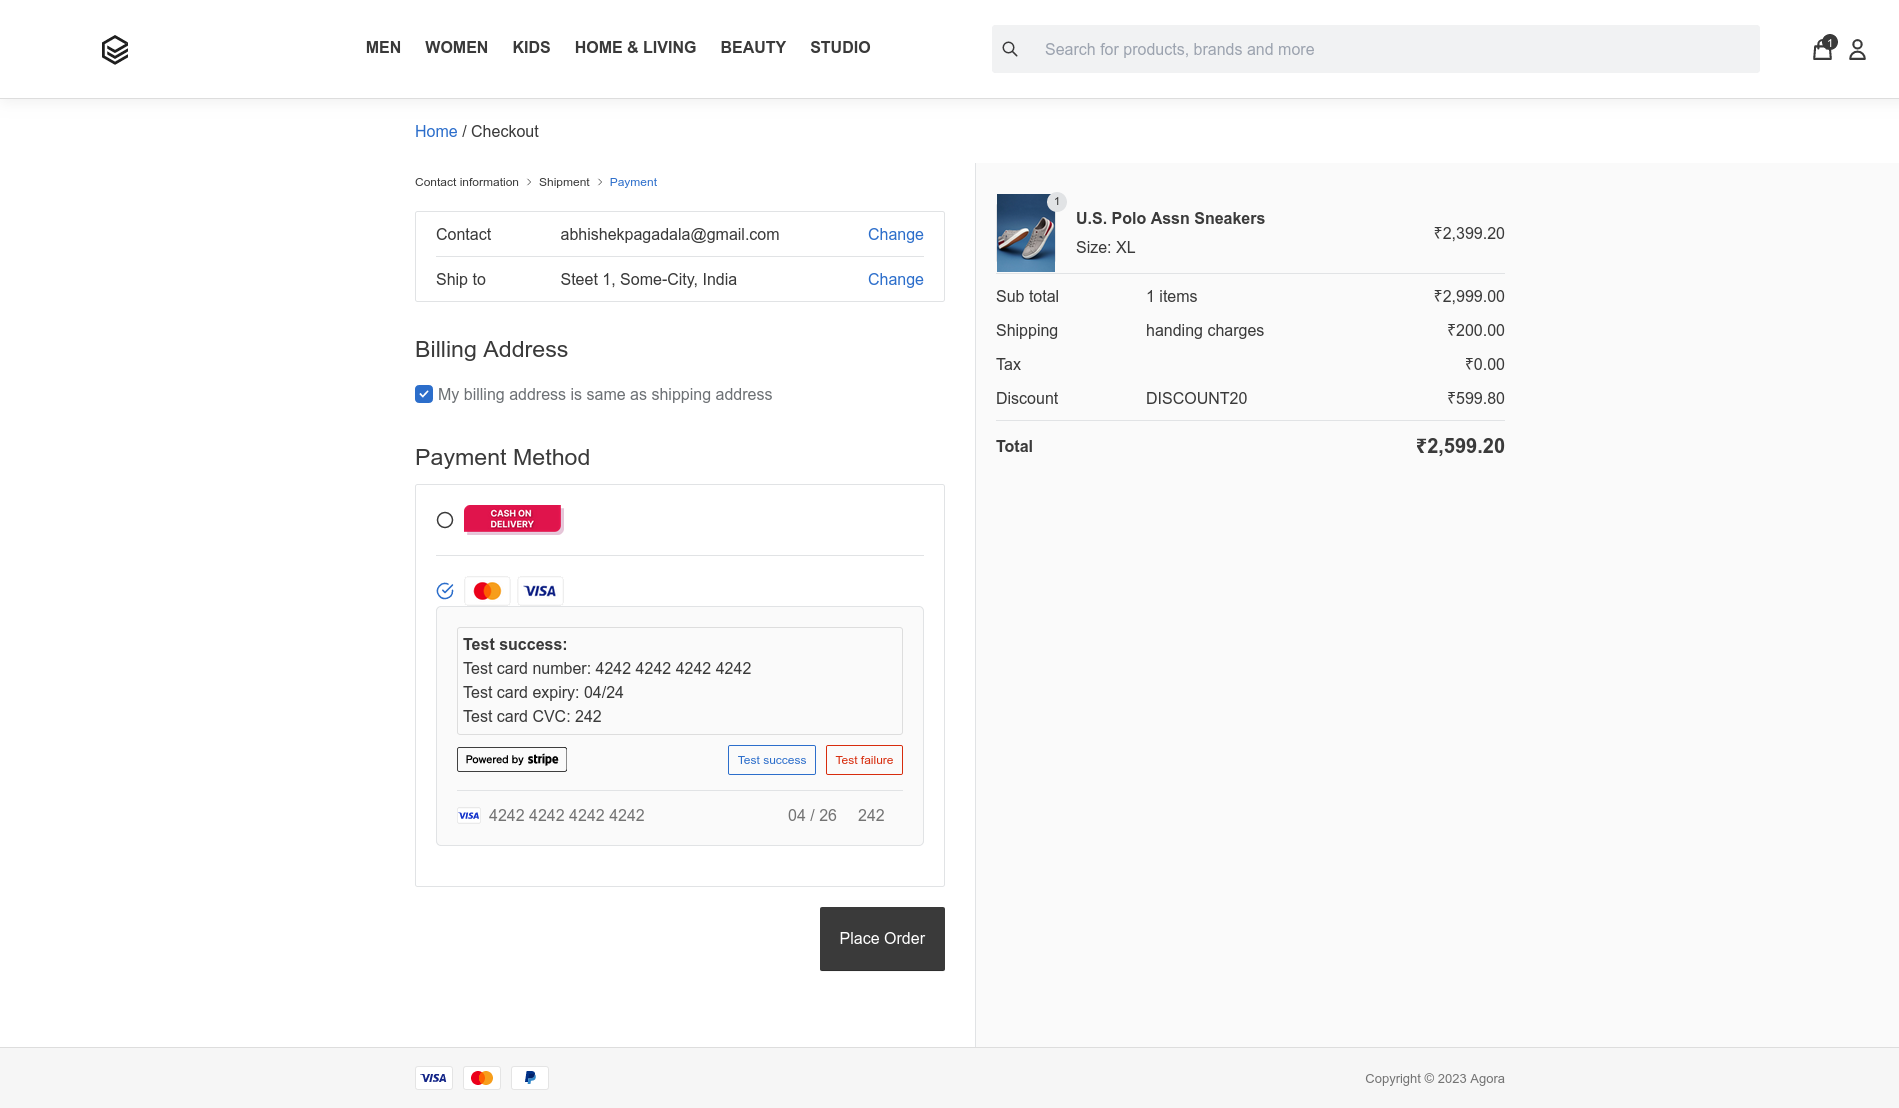 MEN WOMEN KIDS HOME & LIVING BEAUTY STUDIO
Search for products, brands and more
1
Home / Checkout
Contact information > Shipment > Payment
Contact abhishekpagadala@gmail.com Change
Ship to Steet 1, Some-City, India Change
Billing Address
My billing address is same as shipping address
Payment Method
CASH ON
DELIVERY
VISA
Test success:
Test card number: 4242 4242 4242 4242
Test card expiry: 04/24
Test card CVC: 242
Powered by stripe Test success Test failure
VISA 4242 4242 4242 4242 04 / 26 242
Place Order
1
U.S. Polo Assn Sneakers
Size: XL
₹2,399.20
Sub total 1 items ₹2,999.00
Shipping handing charges ₹200.00
Tax ₹0.00
Discount DISCOUNT20 ₹599.80
Total ₹2,599.20
VISA
Copyright © 2023 Agora